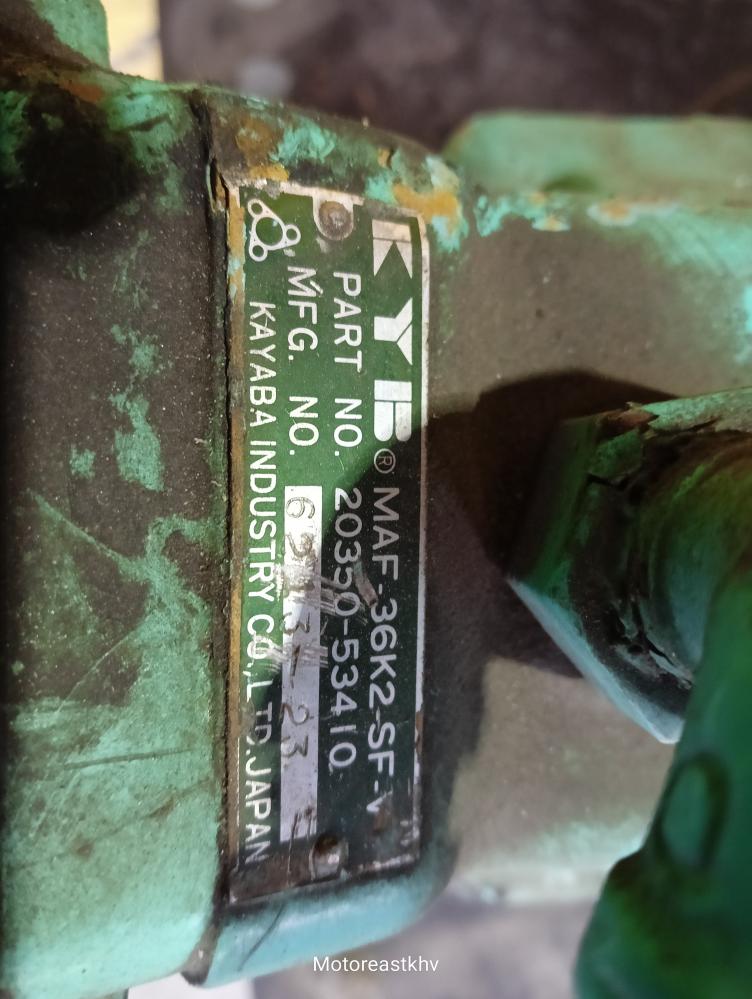 KYB® MAF-36K2-SF-V
PART NO. 20350-53410
MFG. NO.
KAYABA INDUSTRY CO., LTD. JAPAN
Motoreastkhv